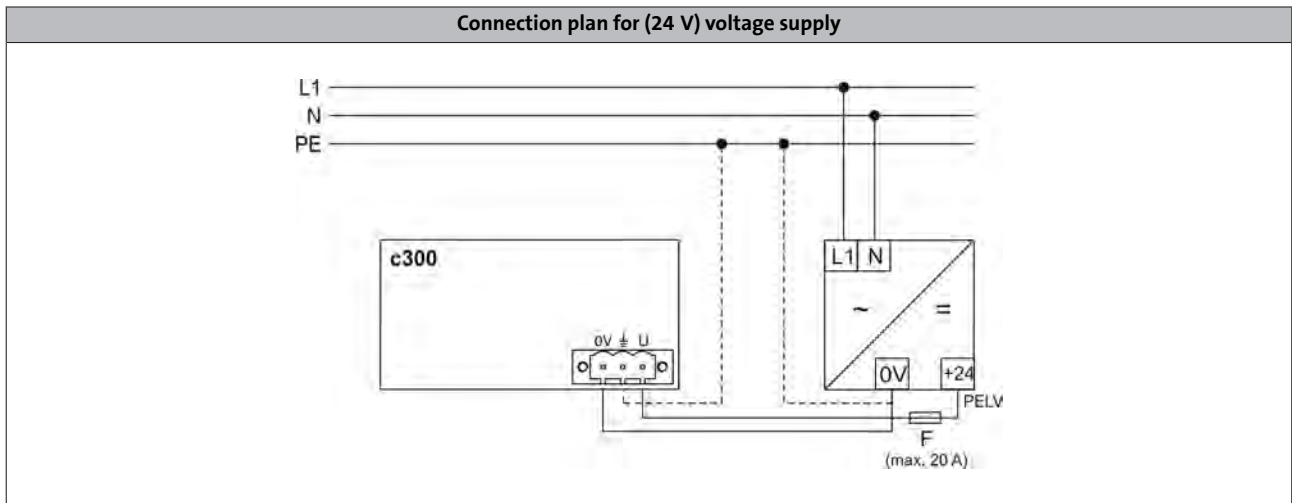 Connection plan for (24 V) voltage supply
L1
N
PE
c300
L1 N
~ =
0V ⏚ U
0V +24
PELV
F
(max. 20 A)